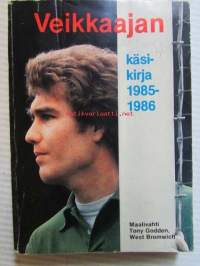 Veikkaajan
käsi-
kirja
1985-
1986
Maalivahti
Tony Godden,
West Bromwich